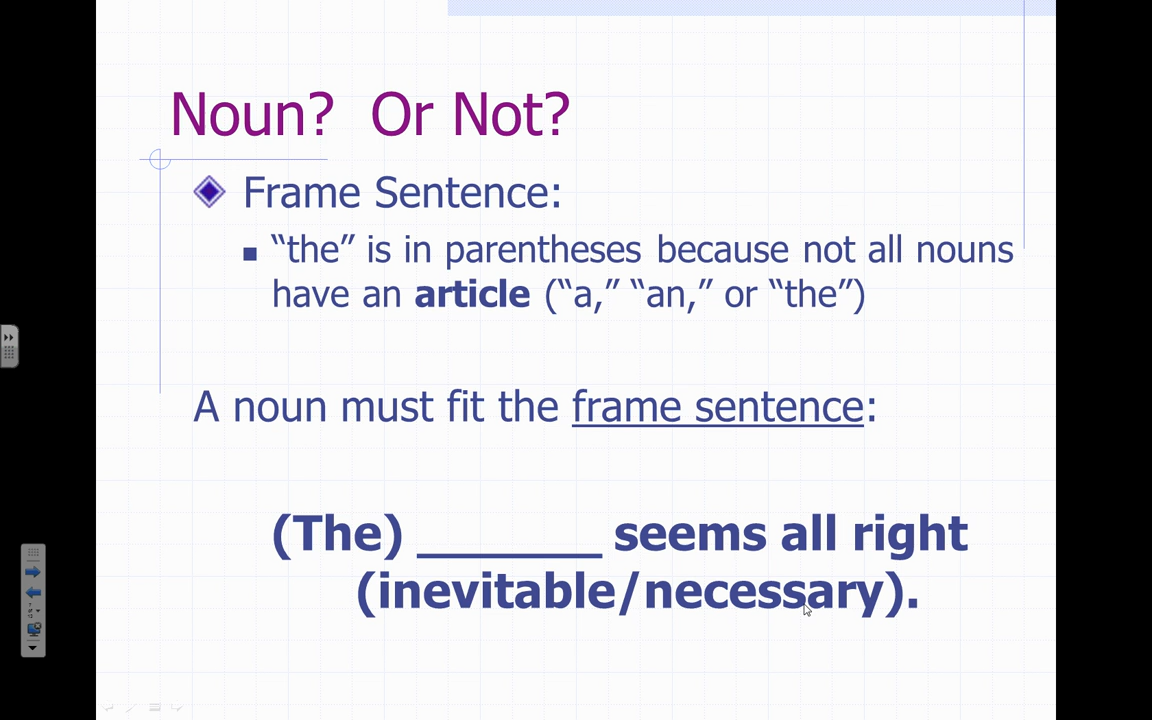 Noun? Or Not?
Frame Sentence:
“the” is in parentheses because not all nouns
have an article (“a,” “an,” or “the”)
A noun must fit the frame sentence:
(The) _______ seems all right
(inevitable/necessary).